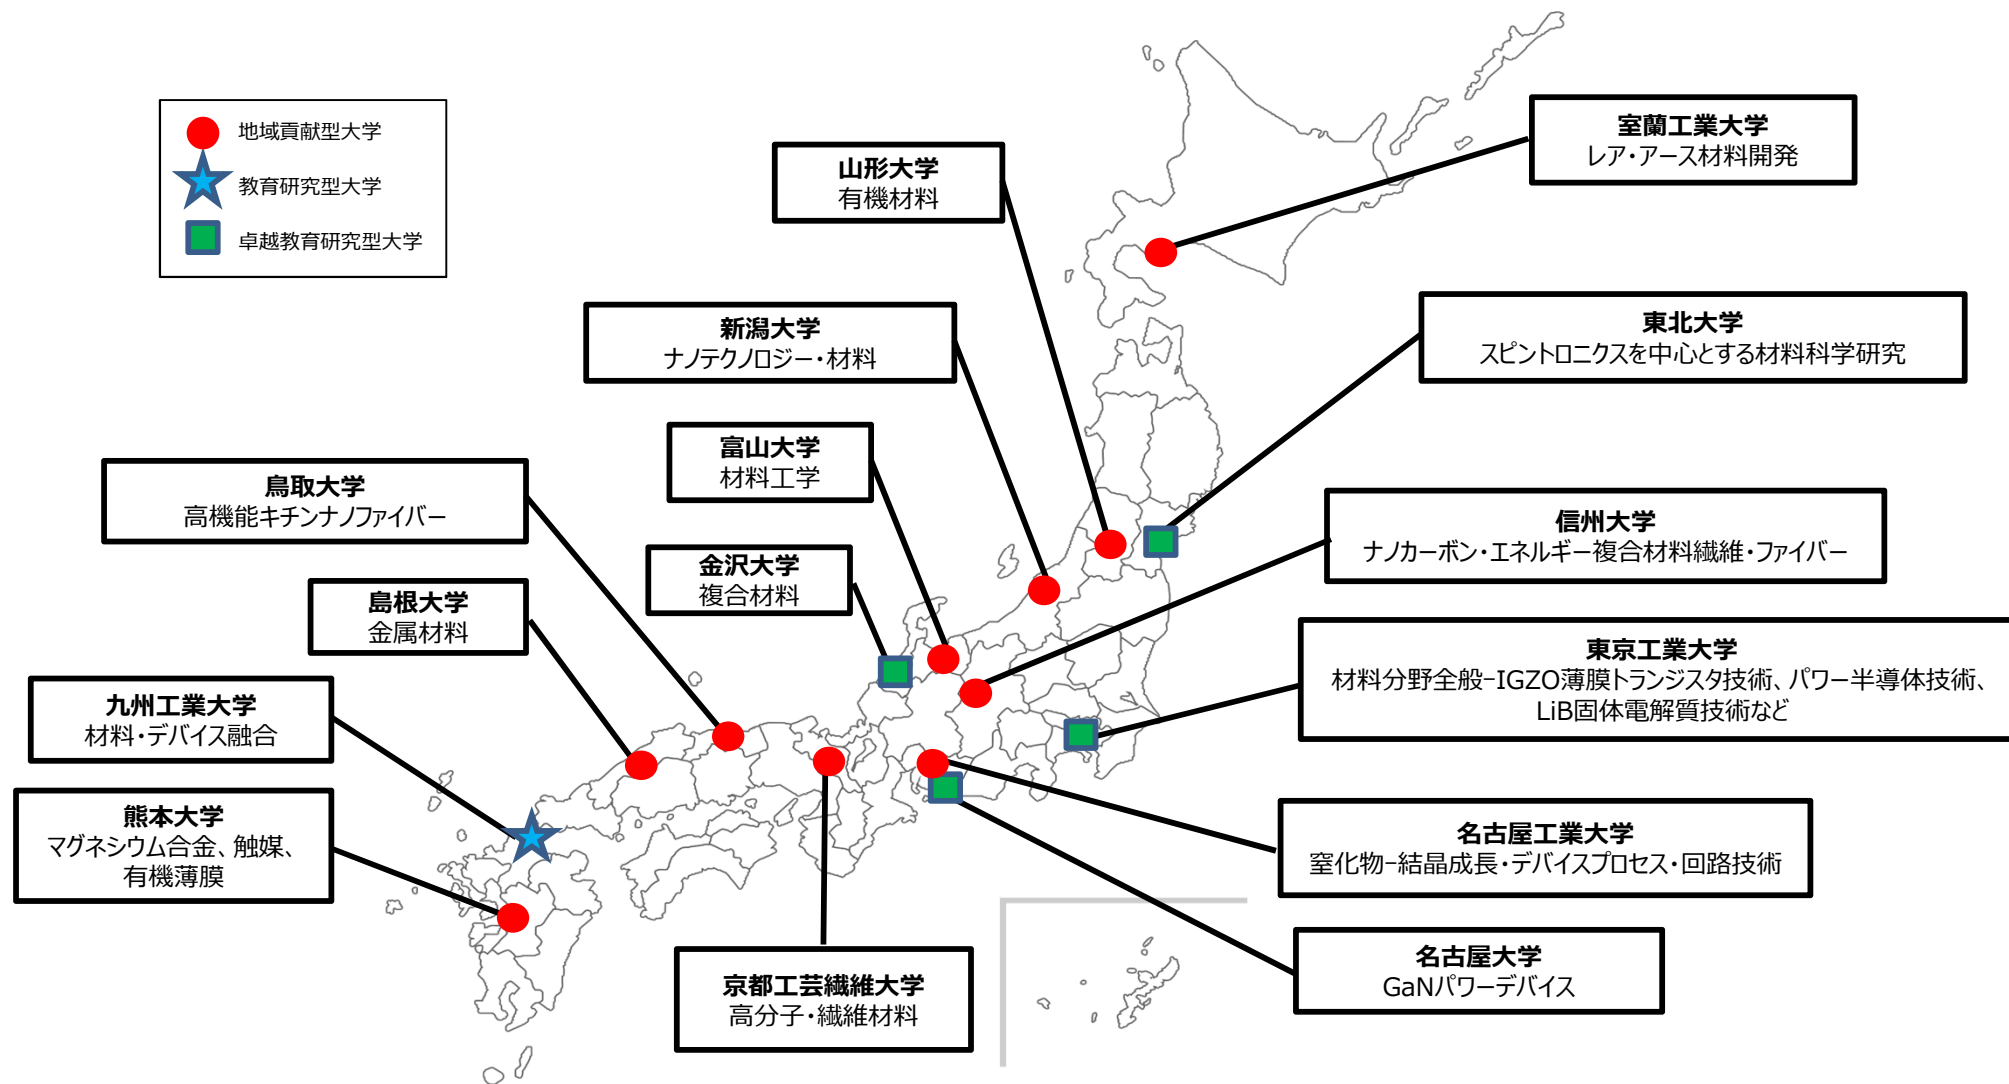 地域貢献型大学
教育研究型大学
卓越教育研究型大学
室蘭工業大学
レア・アース材料開発
山形大学
有機材料
東北大学
スピントロニクスを中心とする材料科学研究
新潟大学
ナノテクノロジー・材料
富山大学
材料工学
鳥取大学
高機能キチンナノファイバー
信州大学
ナノカーボン・エネルギー複合材料繊維・ファイバー
金沢大学
複合材料
島根大学
金属材料
東京工業大学
材料分野全般-IGZO薄膜トランジスタ技術、パワー半導体技術、
LiB固体電解質技術など
九州工業大学
材料・デバイス融合
熊本大学
マグネシウム合金、触媒、
有機薄膜
名古屋工業大学
窒化物-結晶成長・デバイスプロセス・回路技術
名古屋大学
GaNパワーデバイス
京都工芸繊維大学
高分子・繊維材料